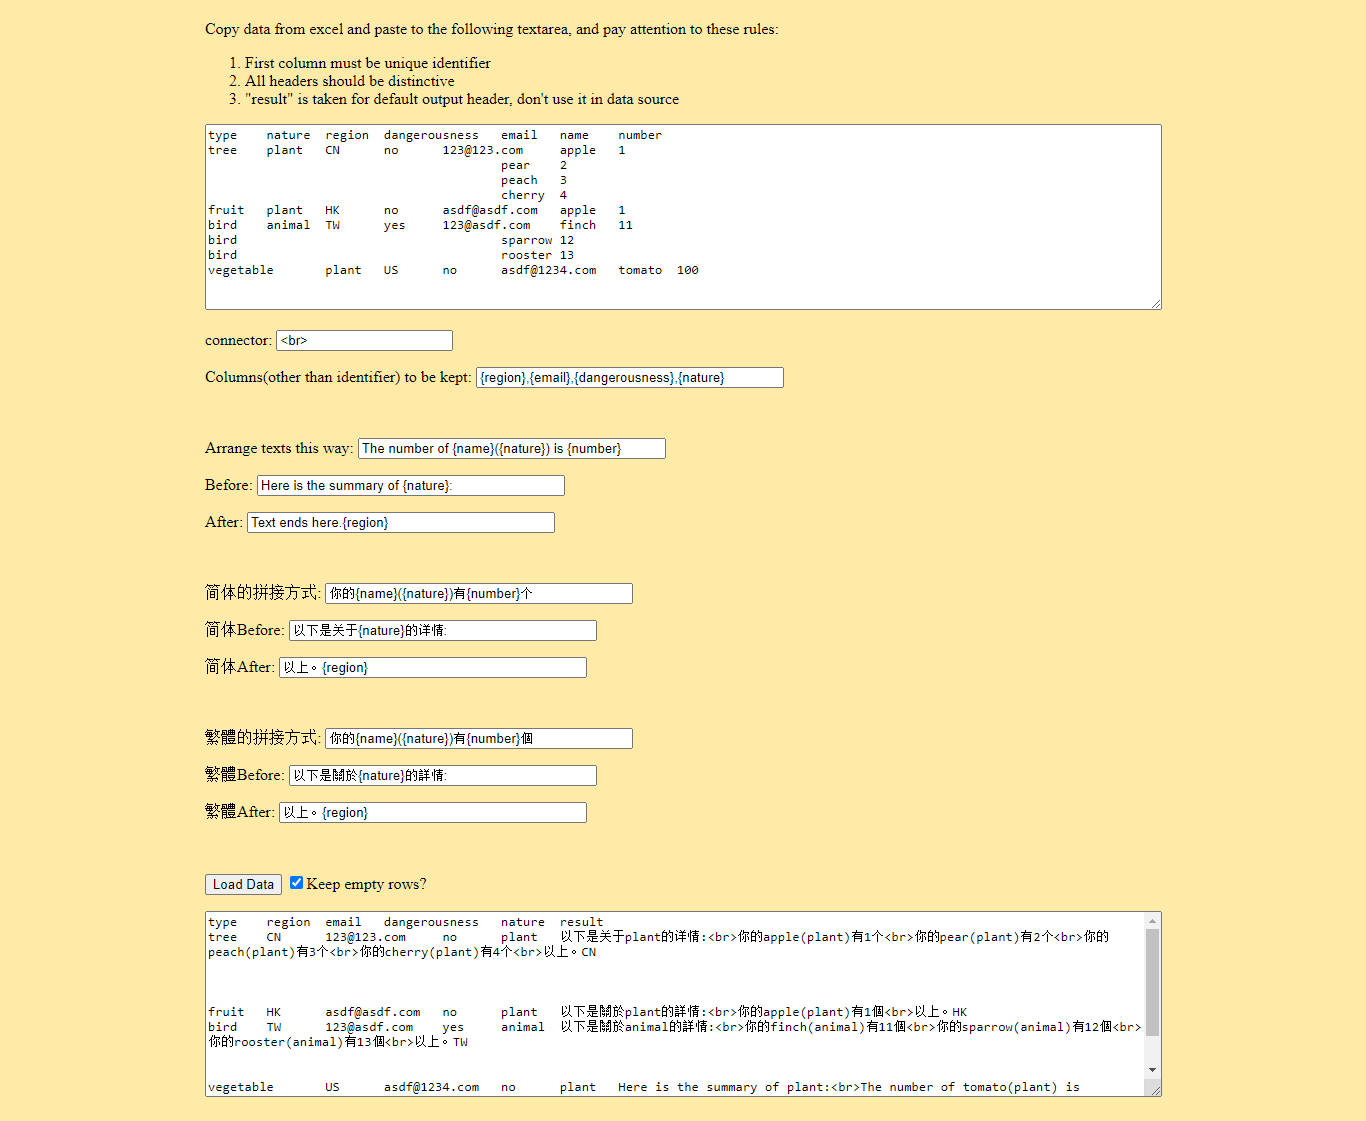 Copy data from excel and paste to the following textarea, and pay attention to these rules:
1. First column must be unique identifier
2. All headers should be distinctive
3. "result" is taken for default output header, don't use it in data source
type nature region dangerousness email name number
tree plant CN no 123@123.com apple 1
pear 2
peach 3
cherry 4
fruit plant HK no asdf@asdf.com apple 1
bird animal TW yes 123@asdf.com finch 11
bird sparrow 12
bird rooster 13
vegetable plant US no asdf@1234.com tomato 100
connector: <br>
Columns(other than identifier) to be kept: {region},{email},{dangerousness},{nature}
Arrange texts this way: The number of {name}({nature}) is {number}
Before: Here is the summary of {nature}:
After: Text ends here.{region}
简体的拼接方式: 你的{name}({nature})有{number}个
简体Before: 以下是关于{nature}的详情:
简体After: 以上。{region}
繁體的拼接方式: 你的{name}({nature})有{number}個
繁體Before: 以下是關於{nature}的詳情:
繁體After: 以上。{region}
Load Data Keep empty rows?
type region email dangerousness nature result
tree CN 123@123.com no plant 以下是关于plant的详情:<br>你的apple(plant)有1个<br>你的pear(plant)有2个<br>你的
peach(plant)有3个<br>你的cherry(plant)有4个<br>以上。CN
fruit HK asdf@asdf.com no plant 以下是關於plant的詳情:<br>你的apple(plant)有1個<br>以上。HK
bird TW 123@asdf.com yes animal 以下是關於animal的詳情:<br>你的finch(animal)有11個<br>你的sparrow(animal)有12個<br>
你的rooster(animal)有13個<br>以上。TW
vegetable US asdf@1234.com no plant Here is the summary of plant:<br>The number of tomato(plant) is